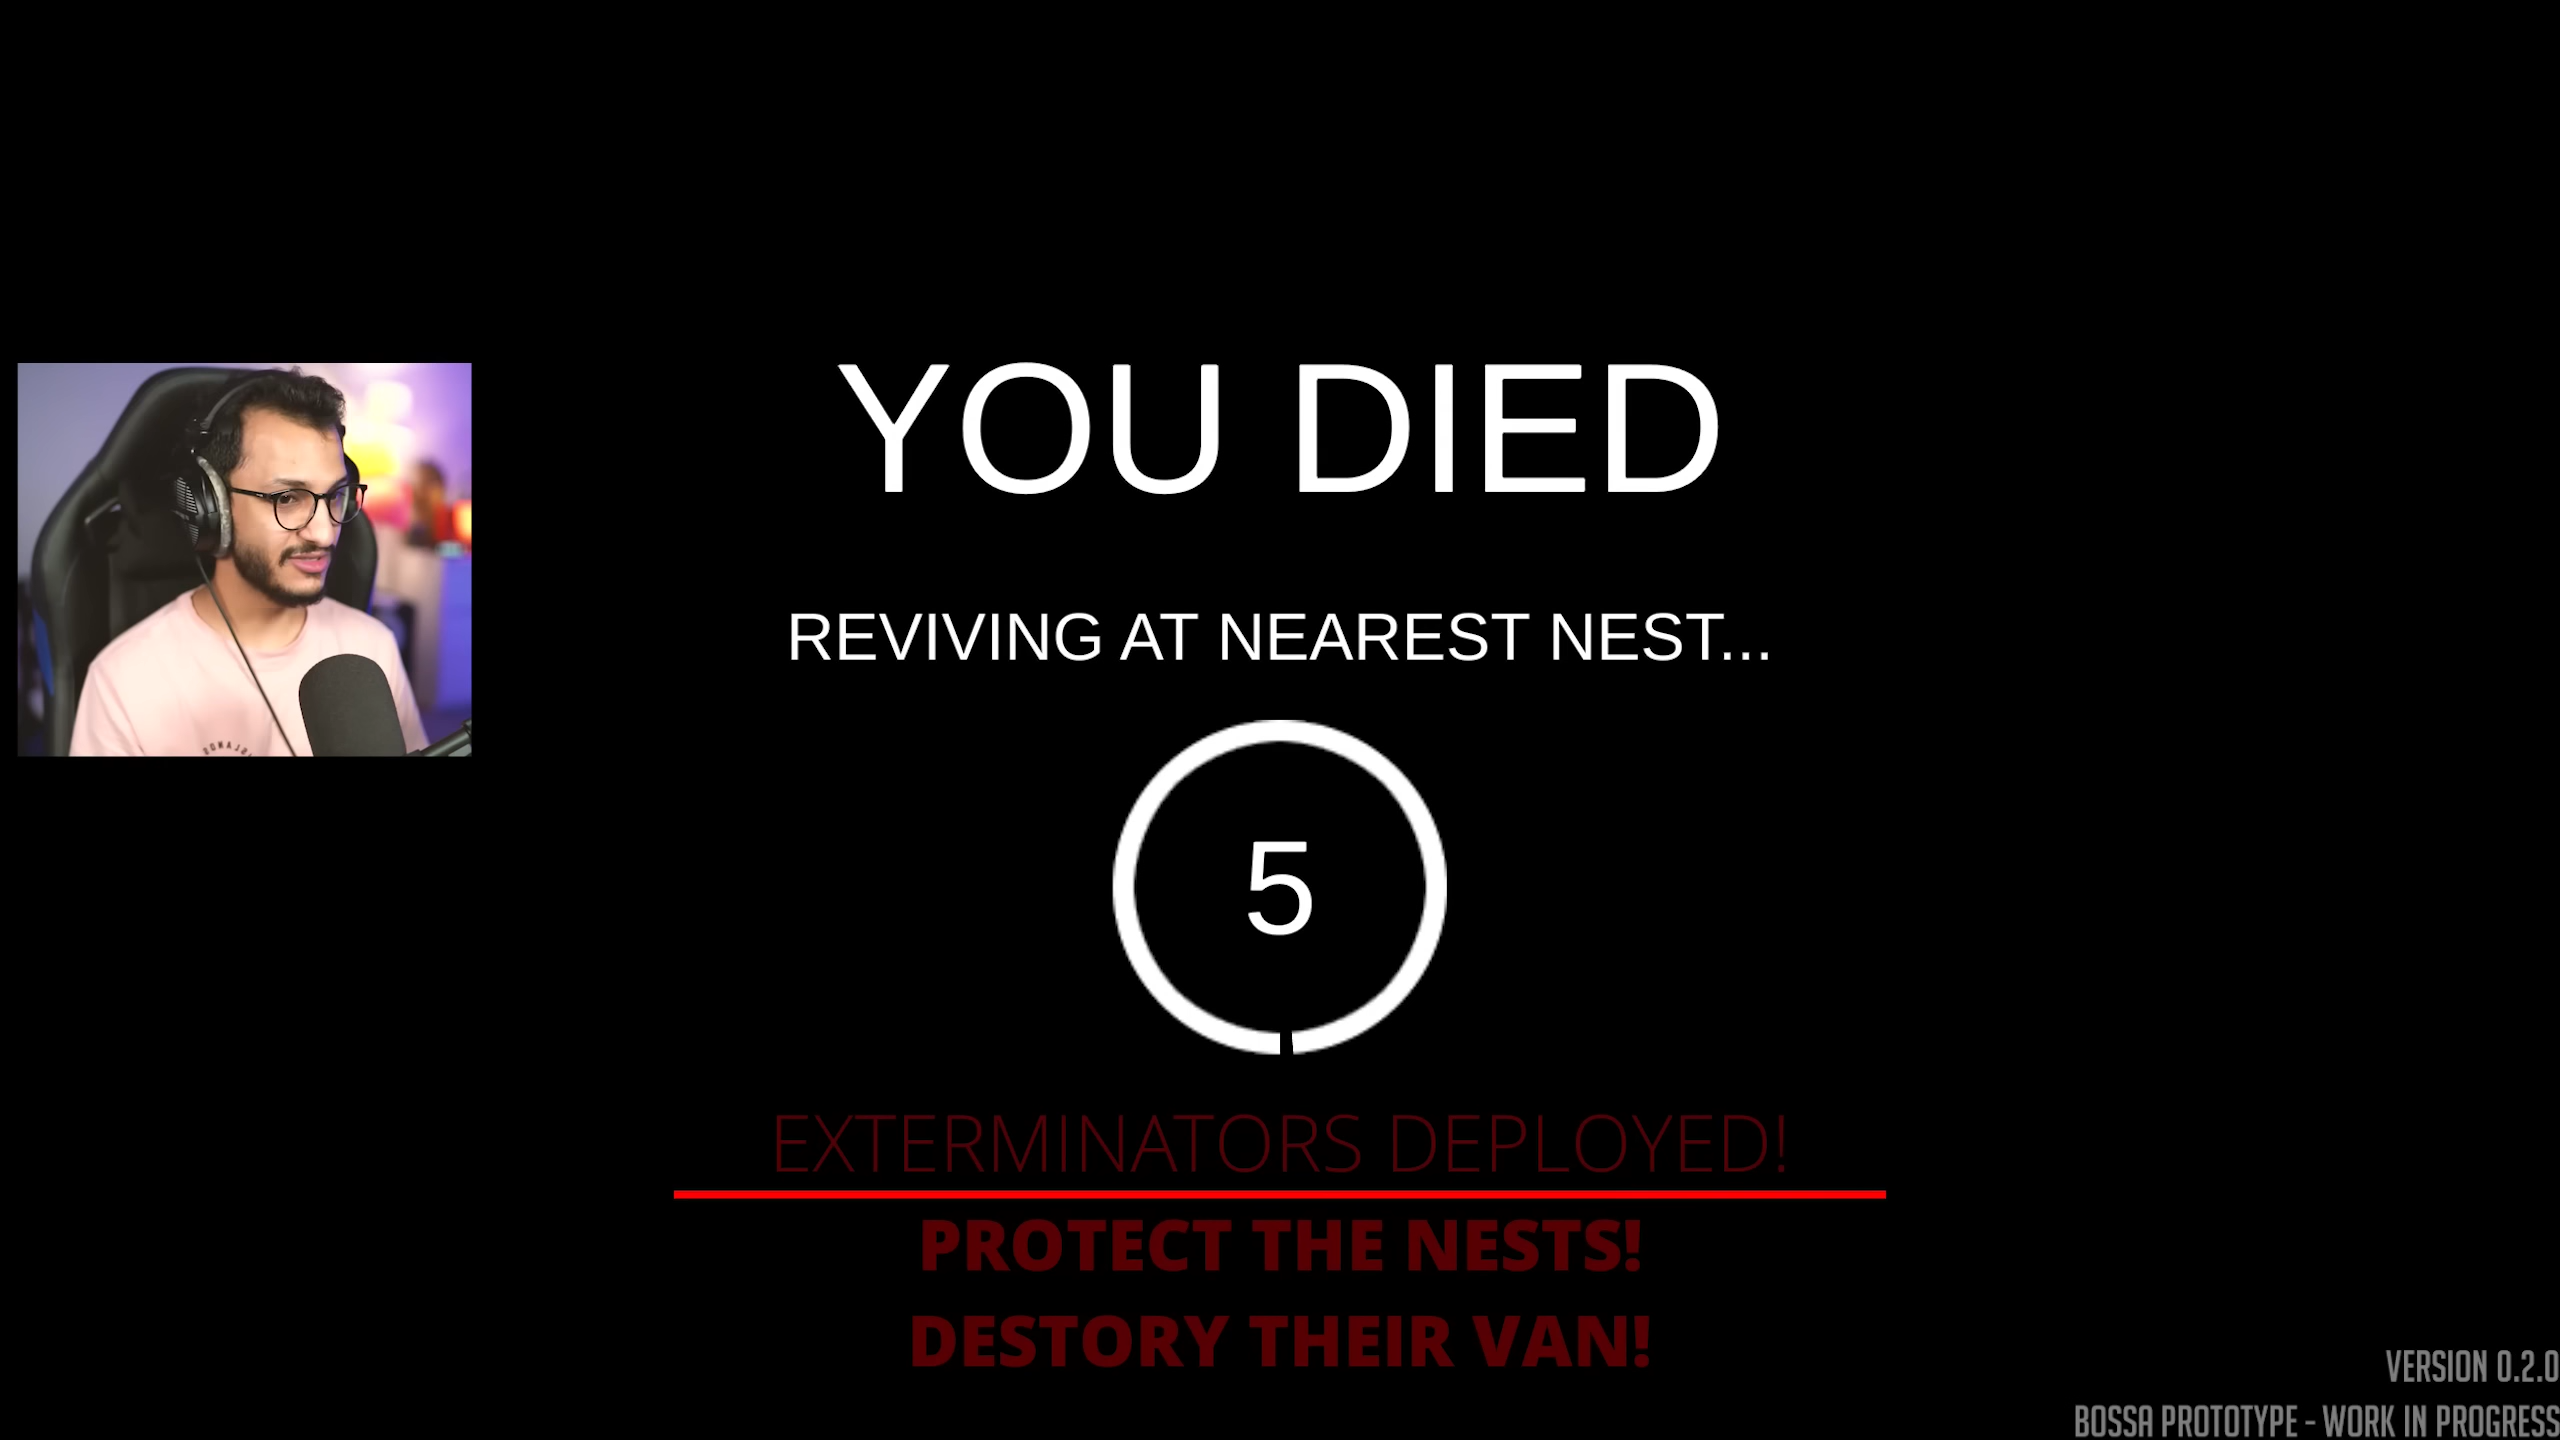 YOU DIED
REVIVING AT NEAREST NEST...
5
EXTERMINATORS DEPLOYED!
PROTECT THE NESTS!
DESTORY THEIR VAN!
VERSION 0.2.0
BOSSA PROTOTYPE - WORK IN PROGRESS